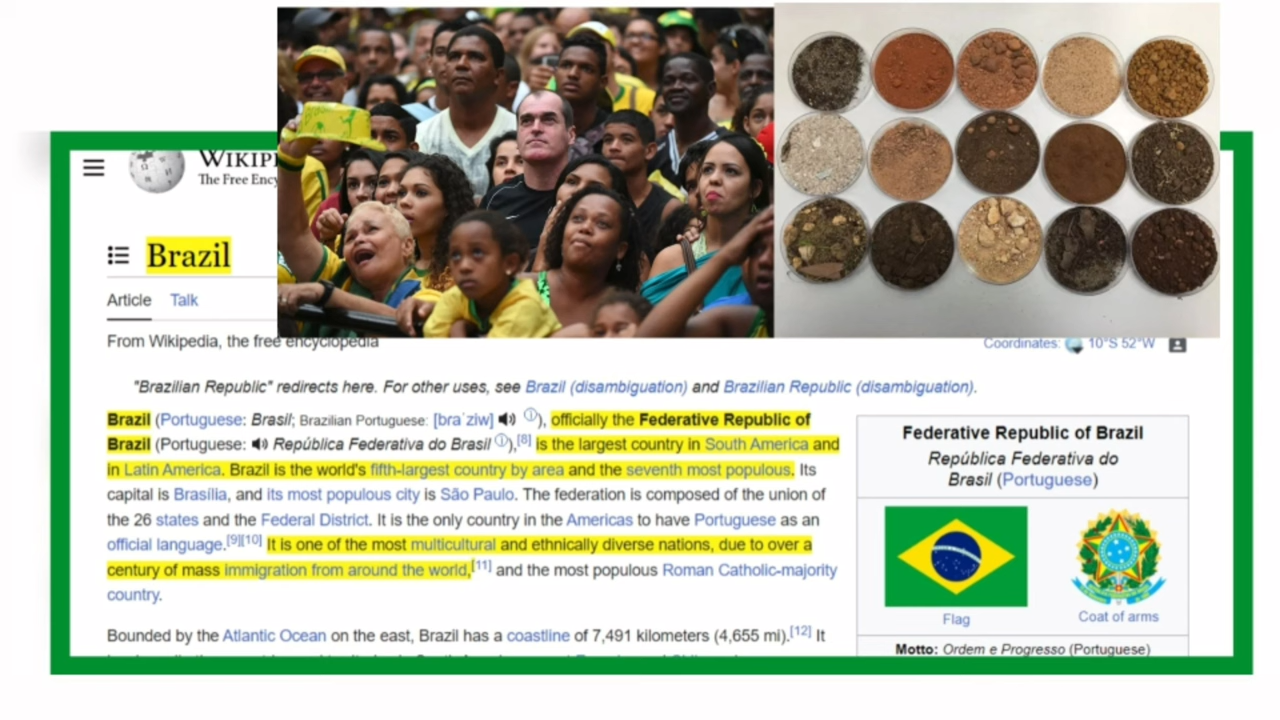 WIKIPE
The Free Ency
Brazil
Article Talk
From Wikipedia, the free encyclopedia
Coordinates: 10°S 52°W
"Brazilian Republic" redirects here. For other uses, see Brazil (disambiguation) and Brazilian Republic (disambiguation).
Brazil (Portuguese: Brasil; Brazilian Portuguese: [bɾaˈziw] ⓘ), officially the Federative Republic of
Brazil (Portuguese: República Federativa do Brasil ⓘ),[8] is the largest country in South America and
in Latin America. Brazil is the world's fifth-largest country by area and the seventh most populous. Its
capital is Brasília, and its most populous city is São Paulo. The federation is composed of the union of
the 26 states and the Federal District. It is the only country in the Americas to have Portuguese as an
official language.[9][10] It is one of the most multicultural and ethnically diverse nations, due to over a
century of mass immigration from around the world,[11] and the most populous Roman Catholic-majority
country.
Bounded by the Atlantic Ocean on the east, Brazil has a coastline of 7,491 kilometers (4,655 mi).[12] It
Federative Republic of Brazil
República Federativa do
Brasil (Portuguese)
Flag
Coat of arms
Motto: Ordem e Progresso (Portuguese)